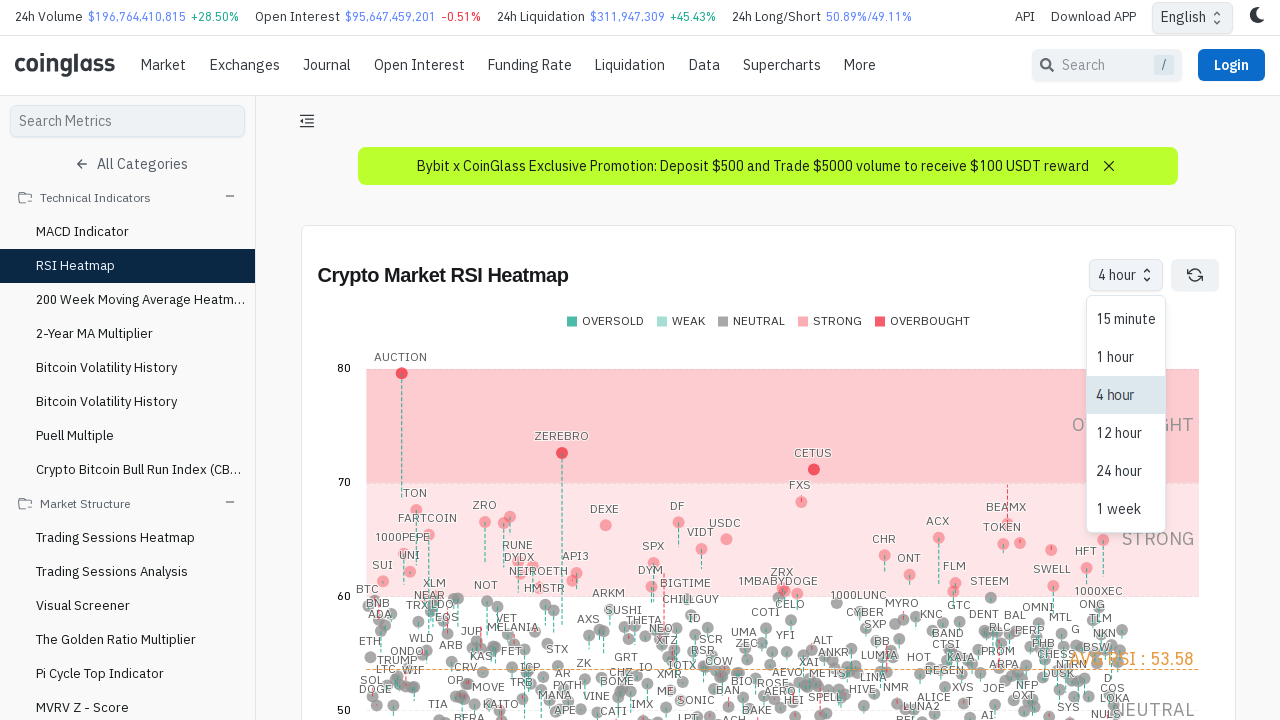 24h Volume $196,764,410,815 +28.50% Open Interest $95,647,459,201 -0.51% 24h Liquidation $311,947,309 +45.43% 24h Long/Short 50.89%/49.11% API Download APP English
coinglass Market Exchanges Journal Open Interest Funding Rate Liquidation Data Supercharts More Search / Login
Search Metrics
All Categories
Technical Indicators
MACD Indicator
RSI Heatmap
200 Week Moving Average Heatm...
2-Year MA Multiplier
Bitcoin Volatility History
Bitcoin Volatility History
Puell Multiple
Crypto Bitcoin Bull Run Index (CB...
Market Structure
Trading Sessions Heatmap
Trading Sessions Analysis
Visual Screener
The Golden Ratio Multiplier
Pi Cycle Top Indicator
MVRV Z - Score
Bybit x CoinGlass Exclusive Promotion: Deposit $500 and Trade $5000 volume to receive $100 USDT reward
Crypto Market RSI Heatmap
4 hour
15 minute
1 hour
4 hour
12 hour
24 hour
1 week
OVERSOLD WEAK NEUTRAL STRONG OVERBOUGHT
AUCTION
80
ZEREBRO
CETUS
70
FXS
TON
ZRO
DEXE
DF
BEAMX
FARTCOIN
USDC
ACX
TOKEN
1000PEPE
VIDT
CHR
STRONG
UNI
RUNE
SPX
HFT
SUI
DYDX
API3
ONT
NEIROETH
DYM
ZRX
FLM
SWELL
BTC
XLM
NOT
HMSTR
BIGTIME
1MBABYDOGE
STEEM
60
NEAR
ARKM
CHILLGUY
1000LUNC
1000XEC
BNB
TRX
LDO
SUSHI
CELO
MYRO
GTC
OMNI
ONG
ADA
EOS
VET
AXS
THETA
ID
COTI
CYBER
KNC
DENT
BAL
MTL
TLM
MELANIA
NEO
SXP
RLC
PERP
G
ETH
WLD
JUP
XTZ
SCR
UMA
YFI
BAND
NKN
ARB
FET
STX
RSR
ZEC
ALT
BB
CTSI
PHB
BSW
ONDO
KAS
GRT
ANKR
LUMIA
HOT
KAIA
PROM
CHESS
AVG RSI : 53.58
TRUMP
CRV
ICP
ZK
IO
IOTX
COW
XAI
ARPA
NTRN
LTC
WIF
AR
CHZ
XMR
AEVO
METIS
LINA
DEGEN
DUSK
D
SOL
OP
TRB
PYTH
BOME
BIO
ROSE
NMR
XVS
JOE
NFP
COS
DOGE
MOVE
MANA
VINE
ME
BAN
AERO
HIVE
OXT
IOTA
TIA
KAITO
IMX
SONIC
HEI
SPELL
ALICE
T
SYS
50
APE
CATI
BAKE
LUNA2
AI
NULS
NEUTRAL
BERA
LPT
ACH
BEL